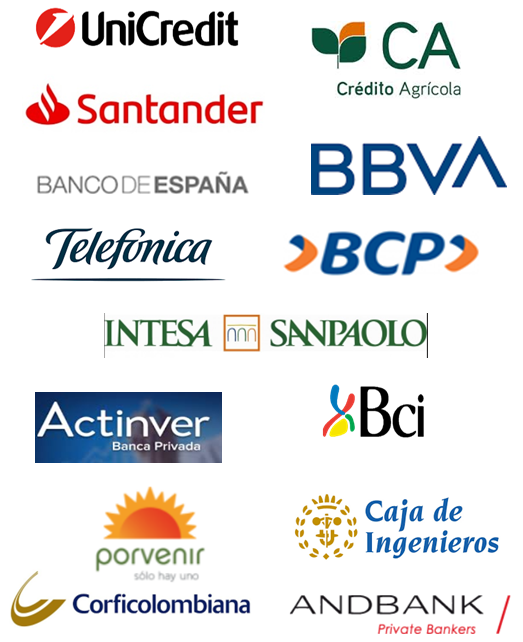 UniCredit
CA
Crédito Agrícola
Santander
BBVA
BANCO DE ESPAÑA
Telefónica
BCP
INTESA SANPAOLO
Actinver
Banca Privada
Bci
porvenir
sólo hay uno
Caja de
Ingenieros
Corficolombiana
ANDBANK
Private Bankers